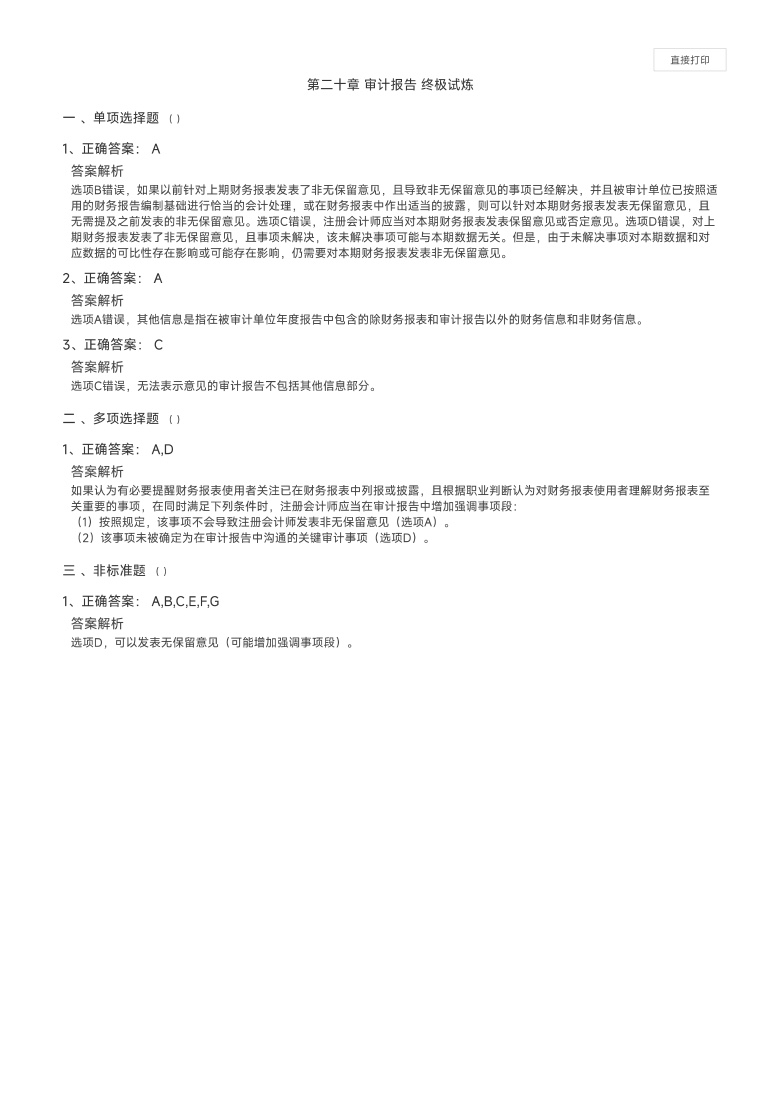 直接打印
第二十章 审计报告 终极试炼
一 、单项选择题 （ ）
1、正确答案： A
答案解析
选项B错误，如果以前针对上期财务报表发表了非无保留意见，且导致非无保留意见的事项已经解决，并且被审计单位已按照适
用的财务报告编制基础进行恰当的会计处理，或在财务报表中作出适当的披露，则可以针对本期财务报表发表无保留意见，且
无需提及之前发表的非无保留意见。选项C错误，注册会计师应当对本期财务报表发表保留意见或否定意见。选项D错误，对上
期财务报表发表了非无保留意见，且事项未解决，该未解决事项可能与本期数据无关。但是，由于未解决事项对本期数据和对
应数据的可比性存在影响或可能存在影响，仍需要对本期财务报表发表非无保留意见。
2、正确答案： A
答案解析
选项A错误，其他信息是指在被审计单位年度报告中包含的除财务报表和审计报告以外的财务信息和非财务信息。
3、正确答案： C
答案解析
选项C错误，无法表示意见的审计报告不包括其他信息部分。
二 、多项选择题 （ ）
1、正确答案： A,D
答案解析
如果认为有必要提醒财务报表使用者关注已在财务报表中列报或披露，且根据职业判断认为对财务报表使用者理解财务报表至
关重要的事项，在同时满足下列条件时，注册会计师应当在审计报告中增加强调事项段：
（1）按照规定，该事项不会导致注册会计师发表非无保留意见（选项A）。
（2）该事项未被确定为在审计报告中沟通的关键审计事项（选项D）。
三 、非标准题 （ ）
1、正确答案： A,B,C,E,F,G
答案解析
选项D，可以发表无保留意见（可能增加强调事项段）。